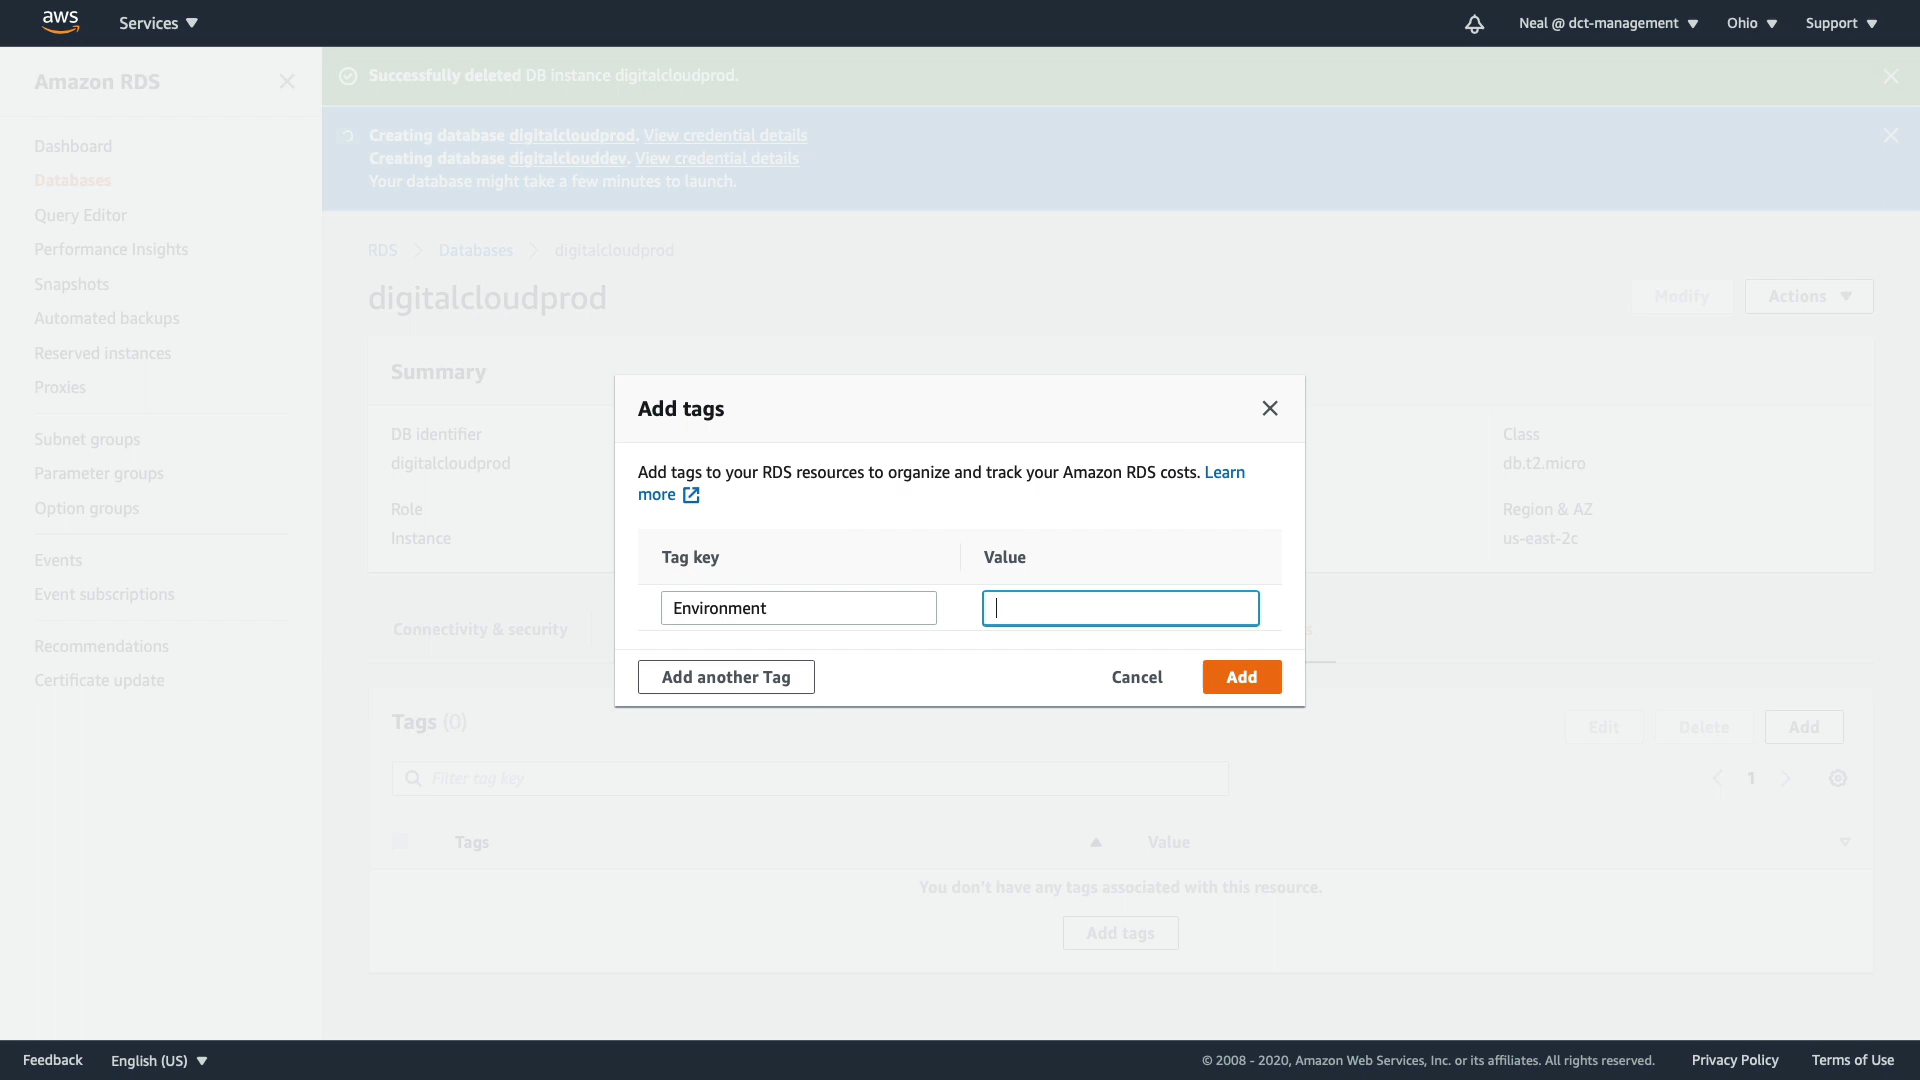 aws
Services
Neal @ dct-management
Ohio
Support
Amazon RDS
Dashboard
Databases
Query Editor
Performance Insights
Snapshots
Automated backups
Reserved instances
Proxies
Subnet groups
Parameter groups
Option groups
Events
Event subscriptions
Recommendations
Certificate update
Successfully deleted DB instance digitalcloudprod.
Creating database digitalcloudprod. View credential details
Creating database digitalclouddev. View credential details
Your database might take a few minutes to launch.
RDS
Databases
digitalcloudprod
digitalcloudprod
Modify
Actions
Summary
DB identifier
digitalcloudprod
Role
Instance
Class
db.t2.micro
Region & AZ
us-east-2c
Connectivity & security
Add tags
Add tags to your RDS resources to organize and track your Amazon RDS costs. Learn
more
Tag key
Value
Environment
Add another Tag
Cancel
Add
Tags (0)
Edit
Delete
Add
Filter tag key
1
Tags
Value
You don't have any tags associated with this resource.
Add tags
Feedback
English (US)
© 2008 - 2020, Amazon Web Services, Inc. or its affiliates. All rights reserved.
Privacy Policy
Terms of Use